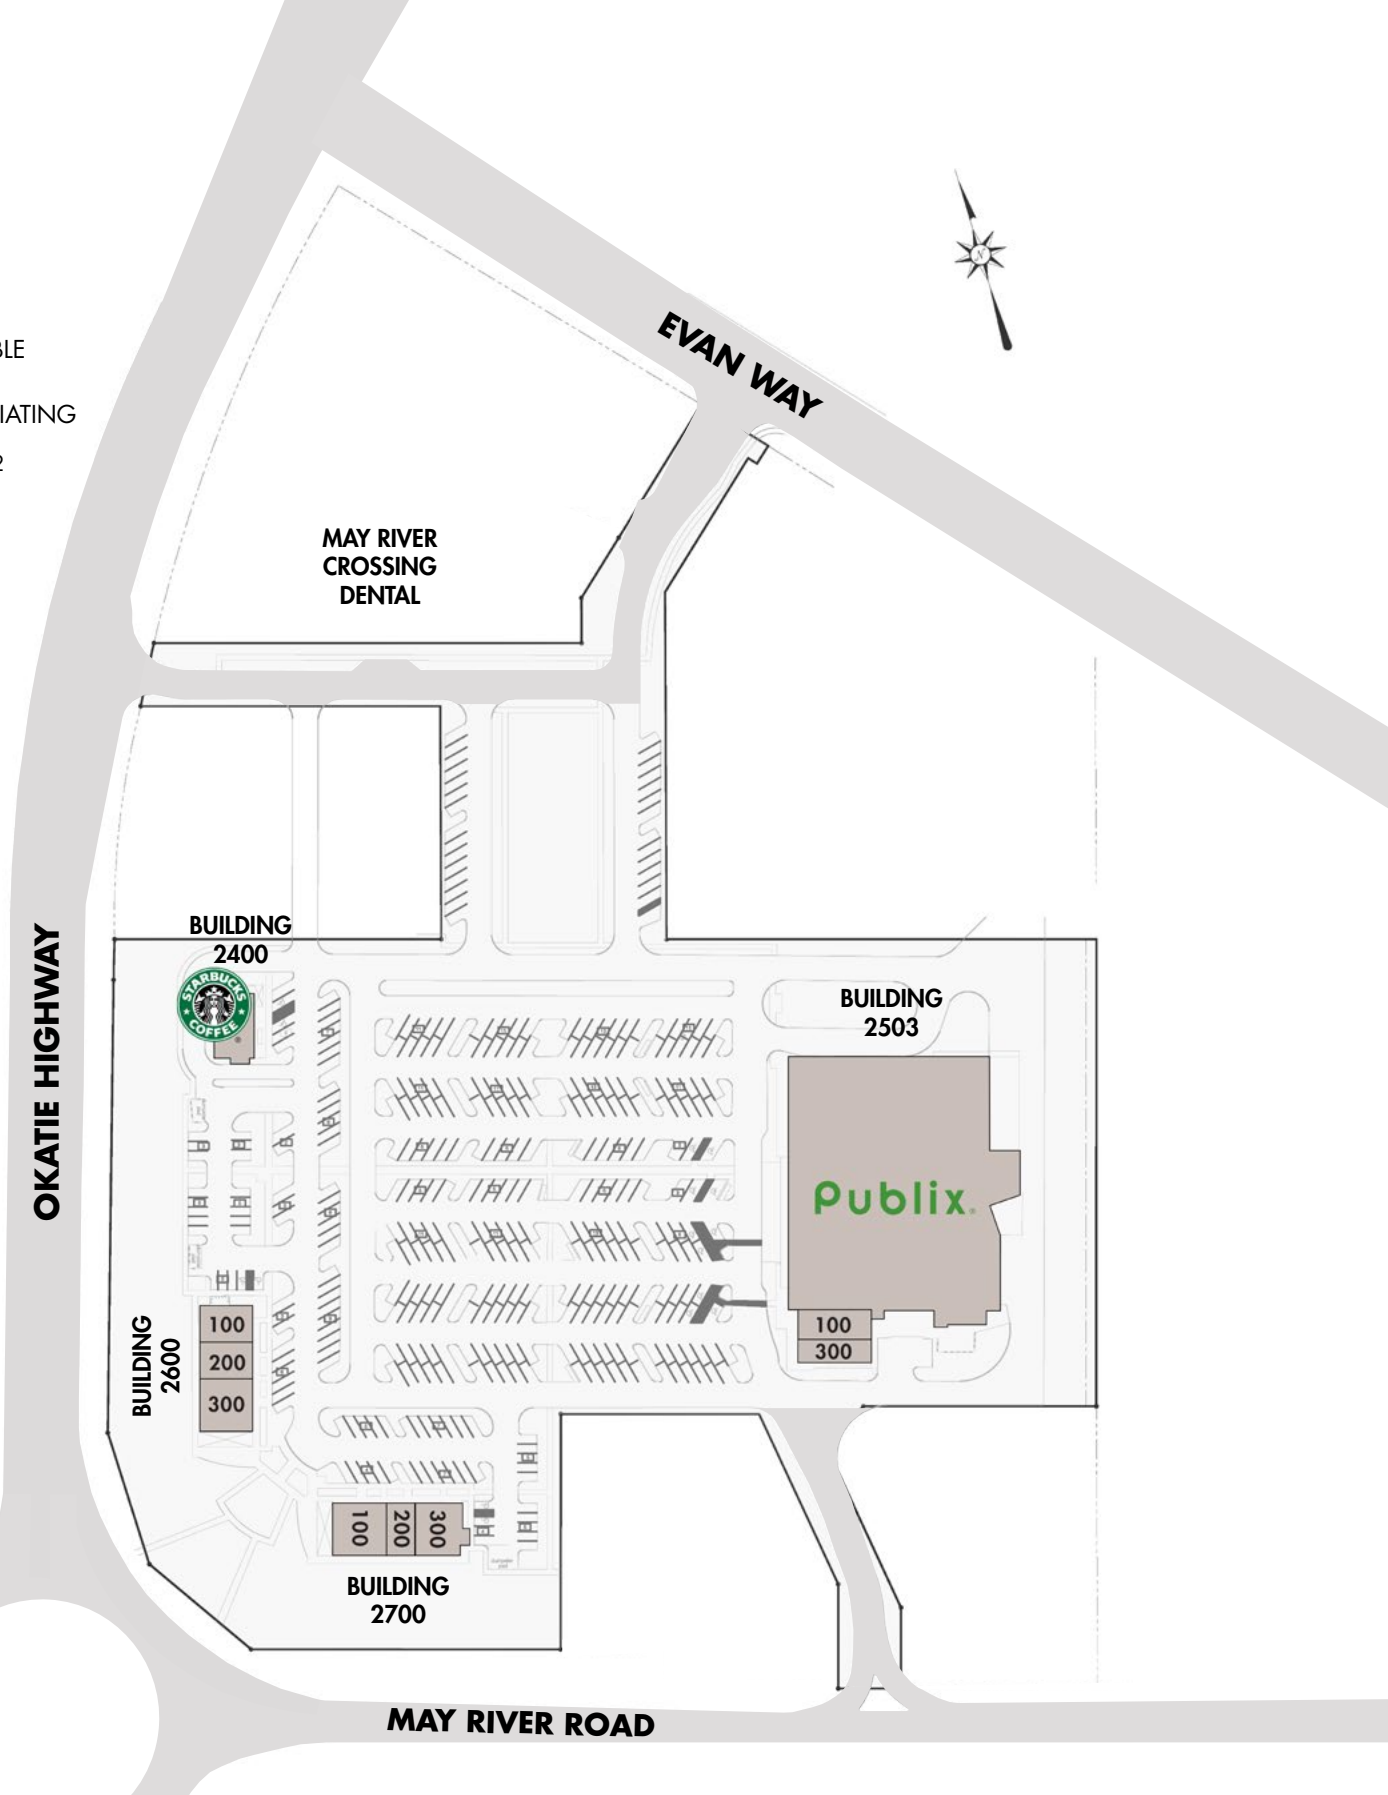 BLE
IATING
2
EVAN WAY
MAY RIVER
CROSSING
DENTAL
OKATIE HIGHWAY
BUILDING
2400
STARBUCKS
COFFEE
BUILDING
2503
Publix.
100
300
BUILDING
2600
100
200
300
100
200
300
BUILDING
2700
MAY RIVER ROAD
N